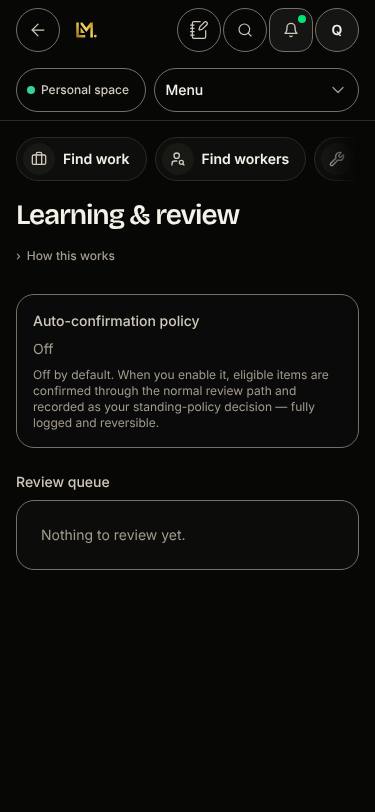 LM.
Q
Personal space
Menu
Find work
Find workers
Learning & review
› How this works
Auto-confirmation policy
Off
Off by default. When you enable it, eligible items are
confirmed through the normal review path and
recorded as your standing-policy decision — fully
logged and reversible.
Review queue
Nothing to review yet.